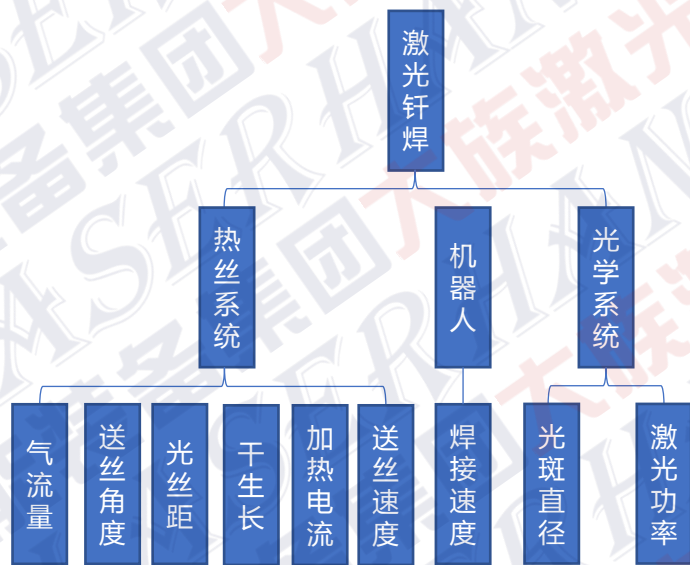 激光钎焊
热丝系统
机器人
光学系统
气流量
送丝角度
光丝距
干生长
加热电流
送丝速度
焊接速度
光斑直径
激光功率